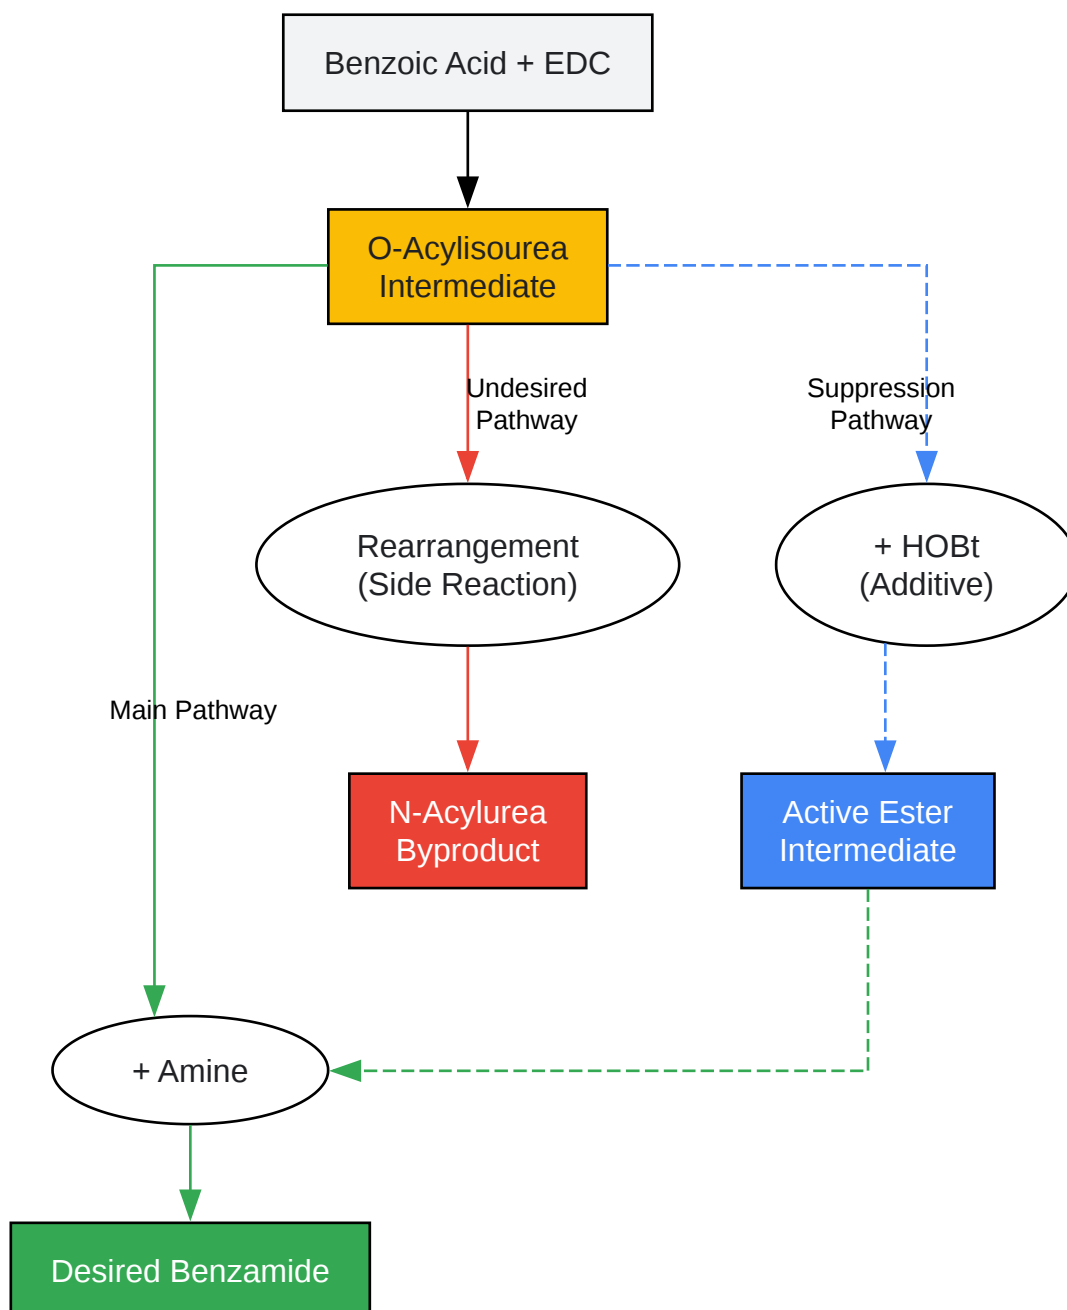 Benzoic Acid + EDC
O-Acylisourea
Intermediate
Undesired
Pathway
Suppression
Pathway
Rearrangement
(Side Reaction)
+ HOBt
(Additive)
Main Pathway
N-Acylurea
Byproduct
Active Ester
Intermediate
+ Amine
Desired Benzamide